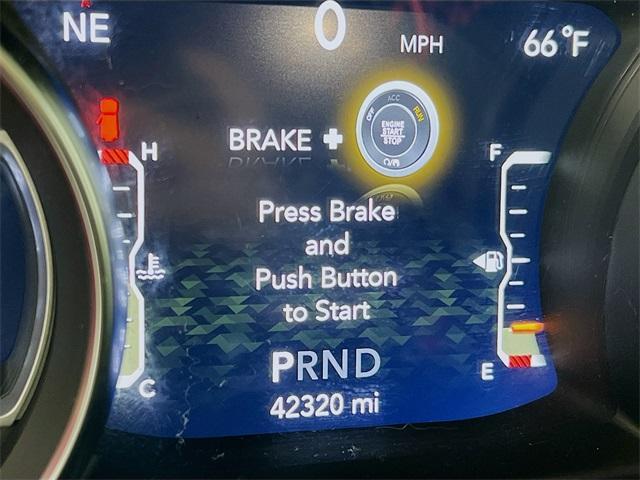 NE 0 MPH 66°F
OFF ACC RUN
BRAKE + ENGINE START STOP
H F
Press Brake
and
Push Button
to Start
PRND
C E
42320 mi